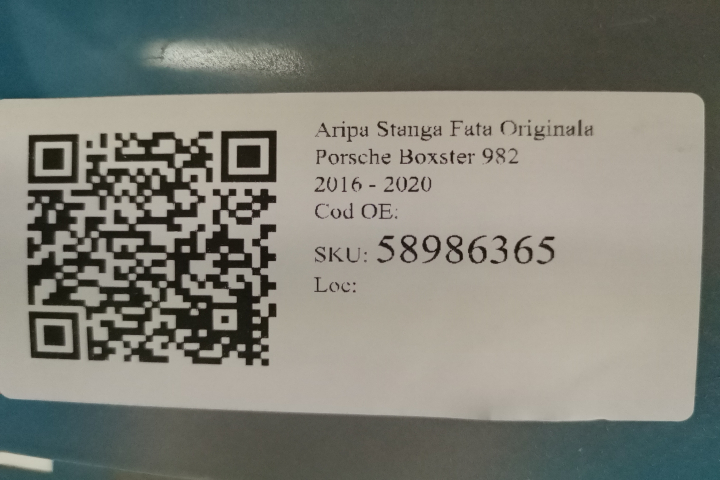 Aripa Stanga Fata Originala
Porsche Boxster 982
2016 - 2020
Cod OE:
SKU: 58986365
Loc: